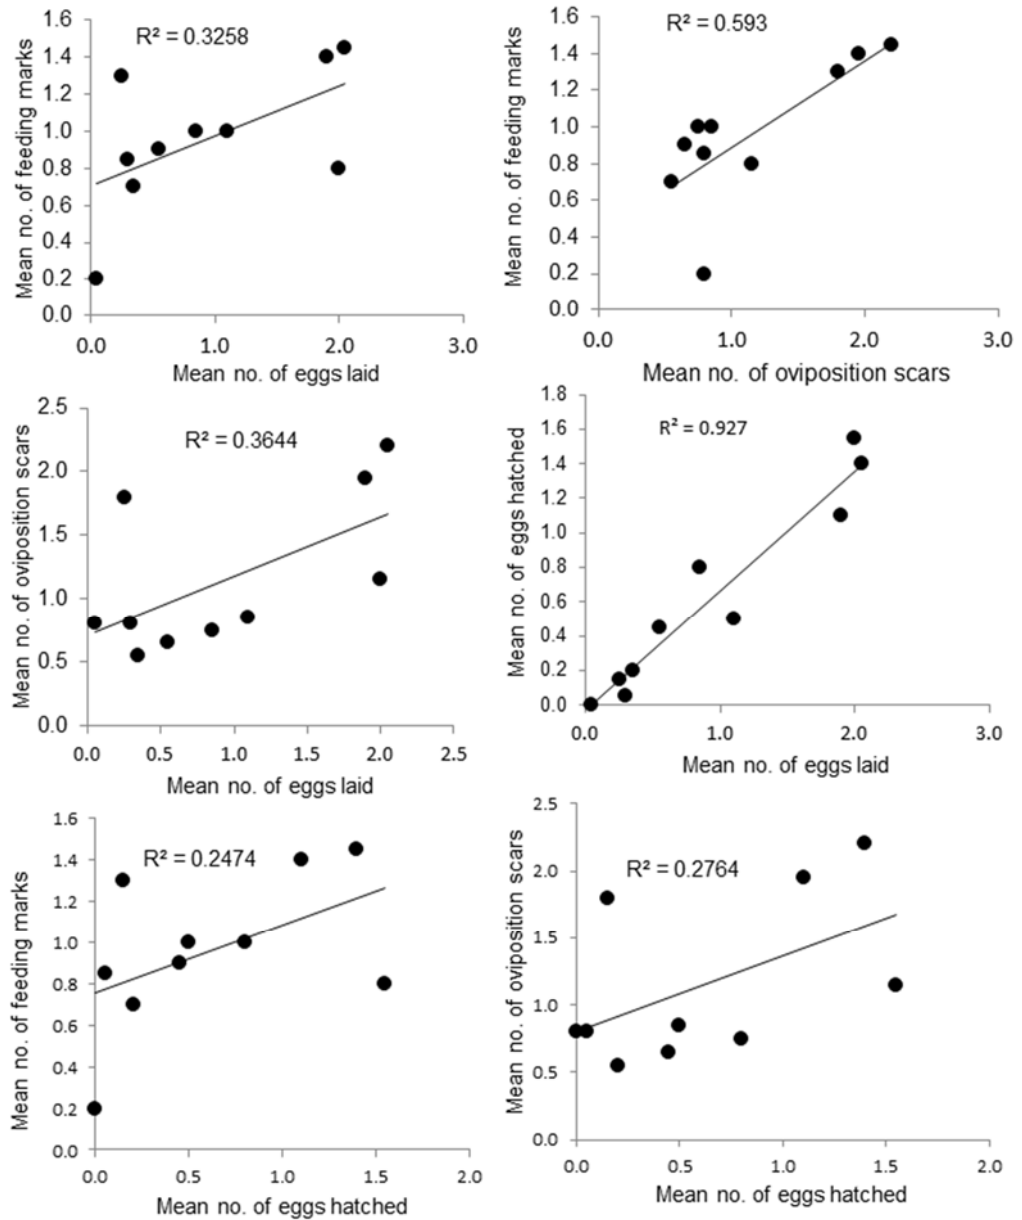 R² = 0.3258
Mean no. of feeding marks
1.6
1.4
1.2
1.0
0.8
0.6
0.4
0.2
0.0
0.0 1.0 2.0 3.0
Mean no. of eggs laid
R² = 0.593
Mean no. of feeding marks
1.6
1.4
1.2
1.0
0.8
0.6
0.4
0.2
0.0
0.0 1.0 2.0 3.0
Mean no. of oviposition scars
R² = 0.3644
Mean no. of oviposition scars
2.5
2.0
1.5
1.0
0.5
0.0
0.0 0.5 1.0 1.5 2.0 2.5
Mean no. of eggs laid
R² = 0.927
Mean no. of eggs hatched
1.8
1.6
1.4
1.2
1.0
0.8
0.6
0.4
0.2
0.0
0.0 1.0 2.0 3.0
Mean no. of eggs laid
R² = 0.2474
Mean no. of feeding marks
1.6
1.4
1.2
1.0
0.8
0.6
0.4
0.2
0.0
0.0 0.5 1.0 1.5 2.0
Mean no. of eggs hatched
R² = 0.2764
Mean no. of oviposition scars
2.5
2.0
1.5
1.0
0.5
0.0
0.0 0.5 1.0 1.5 2.0
Mean no. of eggs hatched